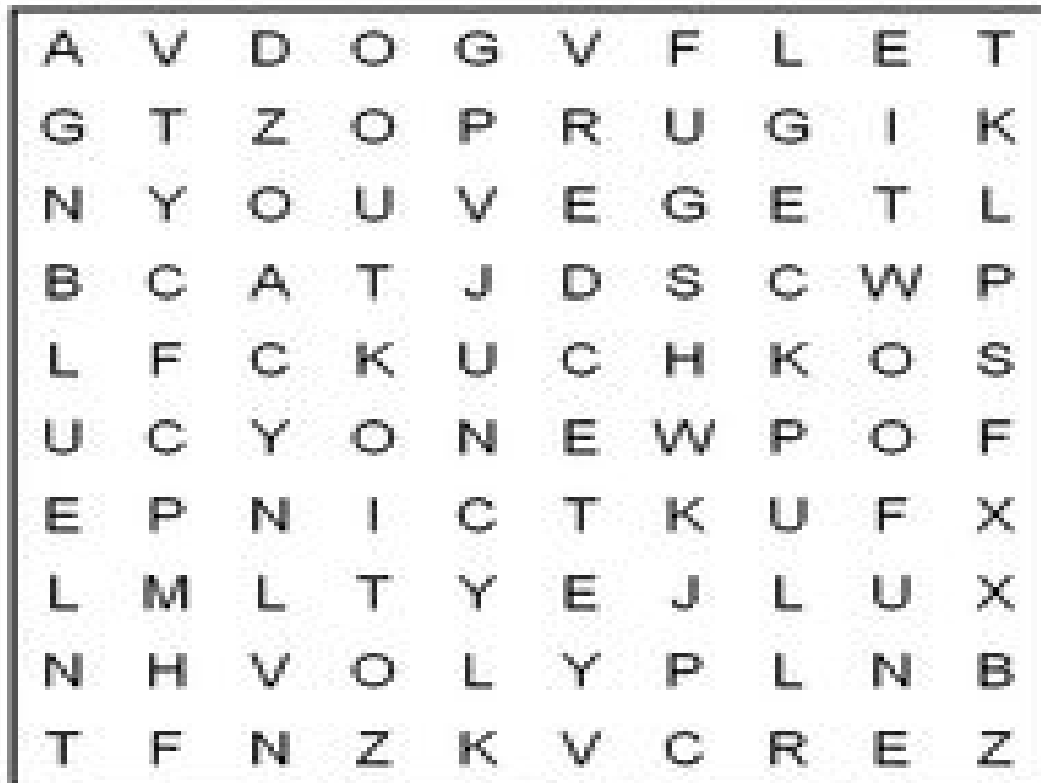 A V D O G V F L E T
G T Z O P R U G I K
N Y O U V E G E T L
B C A T J D S C W P
L F C K U C H K O S
U C Y O N E W P O F
E P N I C T K U F X
L M L T Y E J L U X
N H V O L Y P L N B
T F N Z K V C R E Z